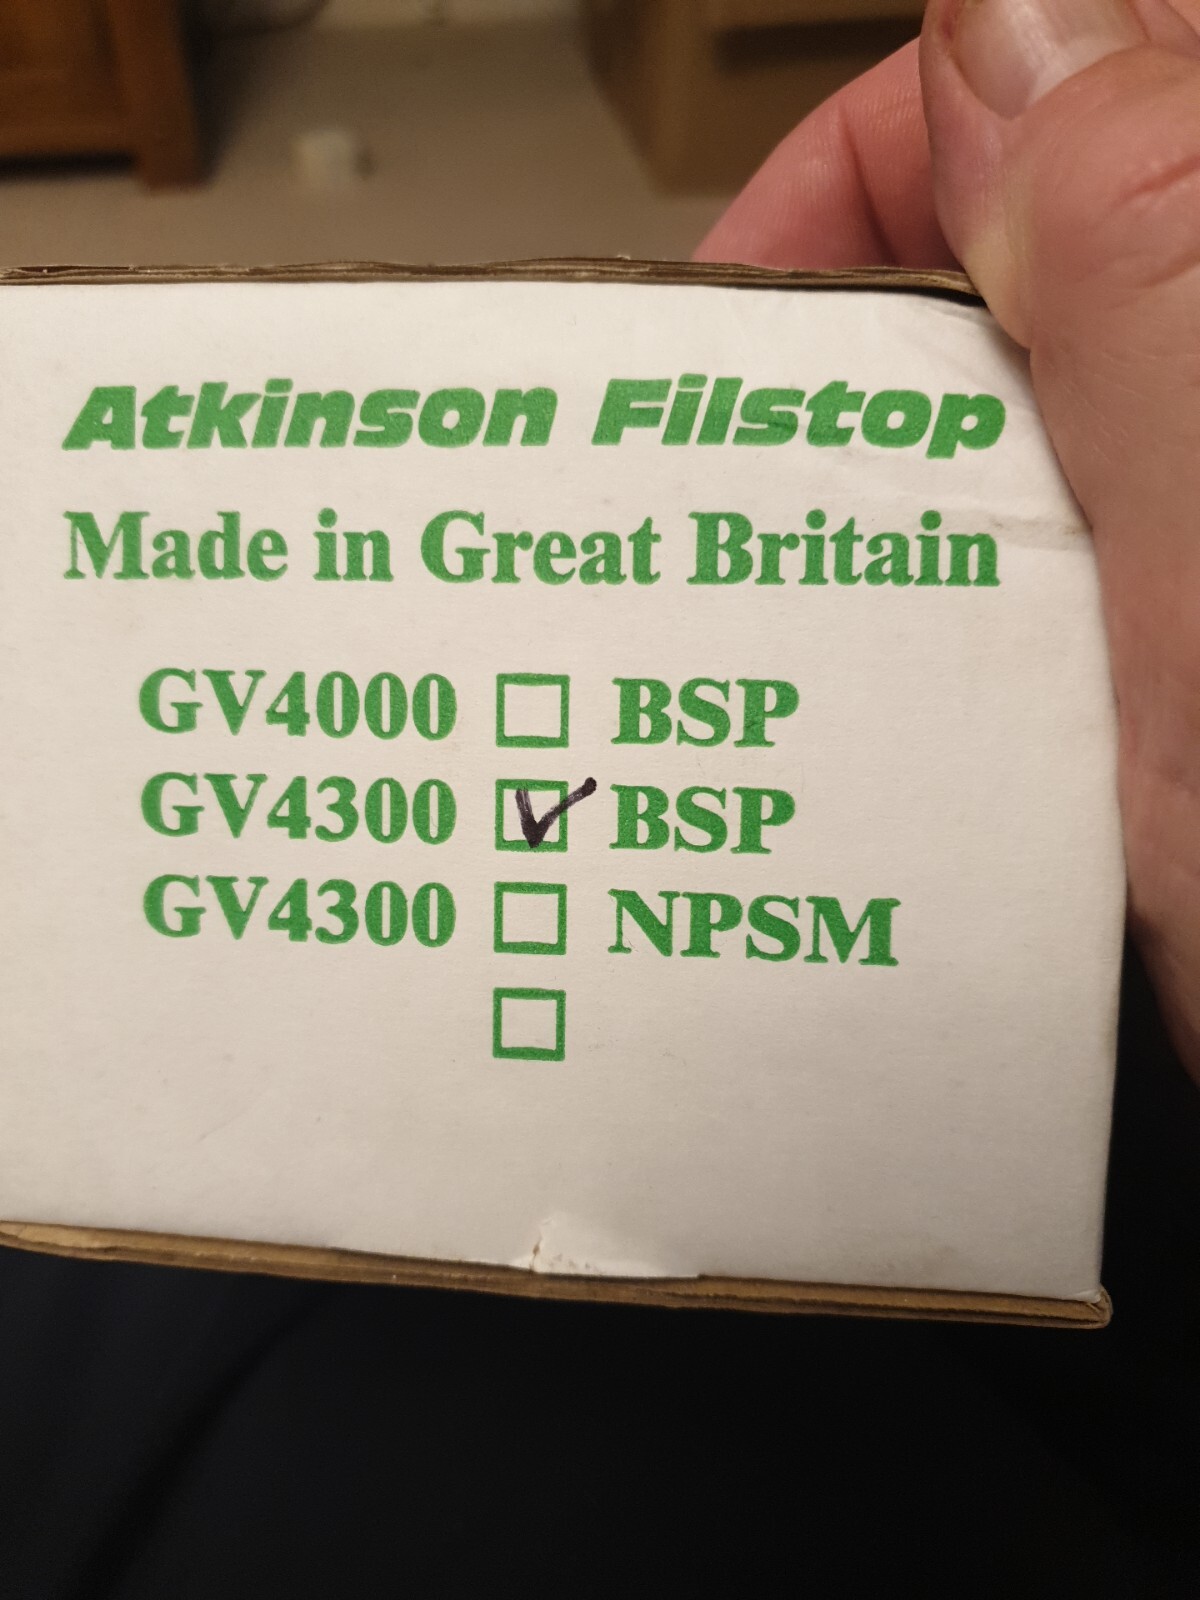 Atkinson Filstop
Made in Great Britain
GV4000 ☐ BSP
GV4300 ☑ BSP
GV4300 ☐ NPSM
☐